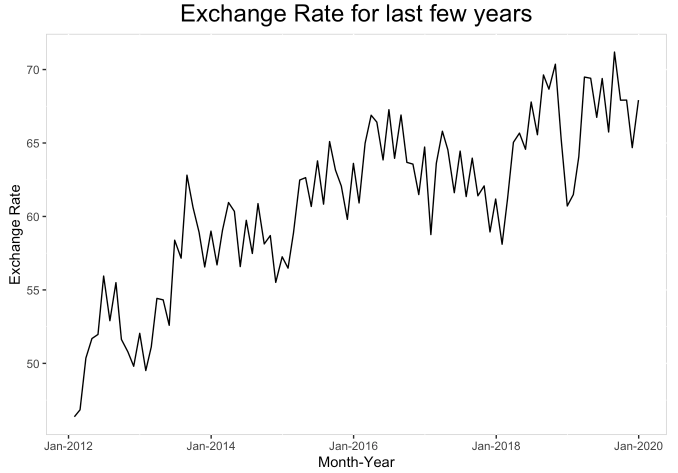 Exchange Rate for last few years
Exchange Rate
70
65
60
55
50
Jan-2012 Jan-2014 Jan-2016 Jan-2018 Jan-2020
Month-Year